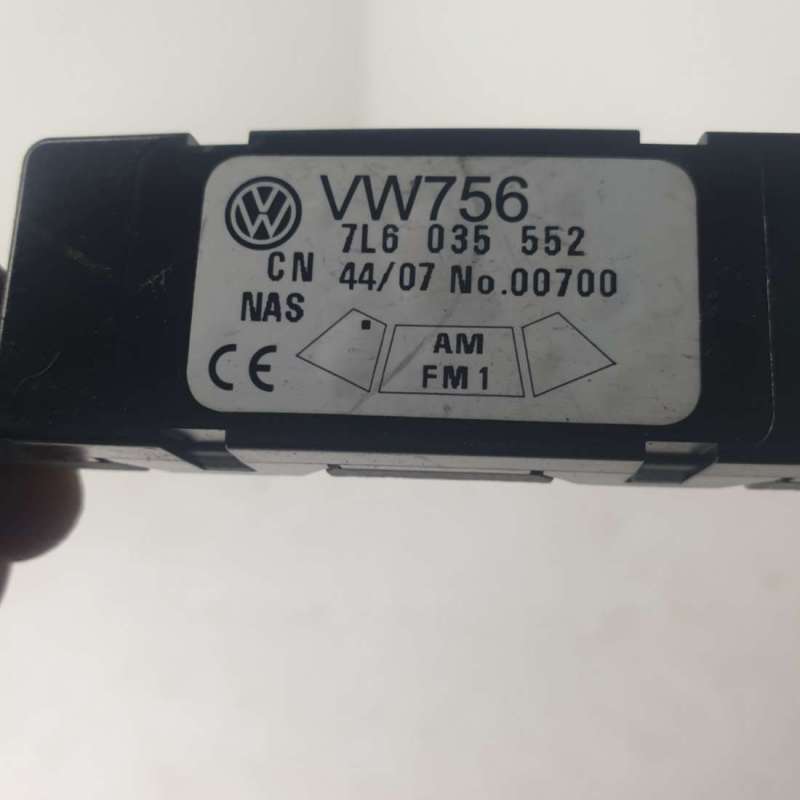 VW756
7L6 035 552
CN 44/07 No.00700
NAS
CE
AM
FM1